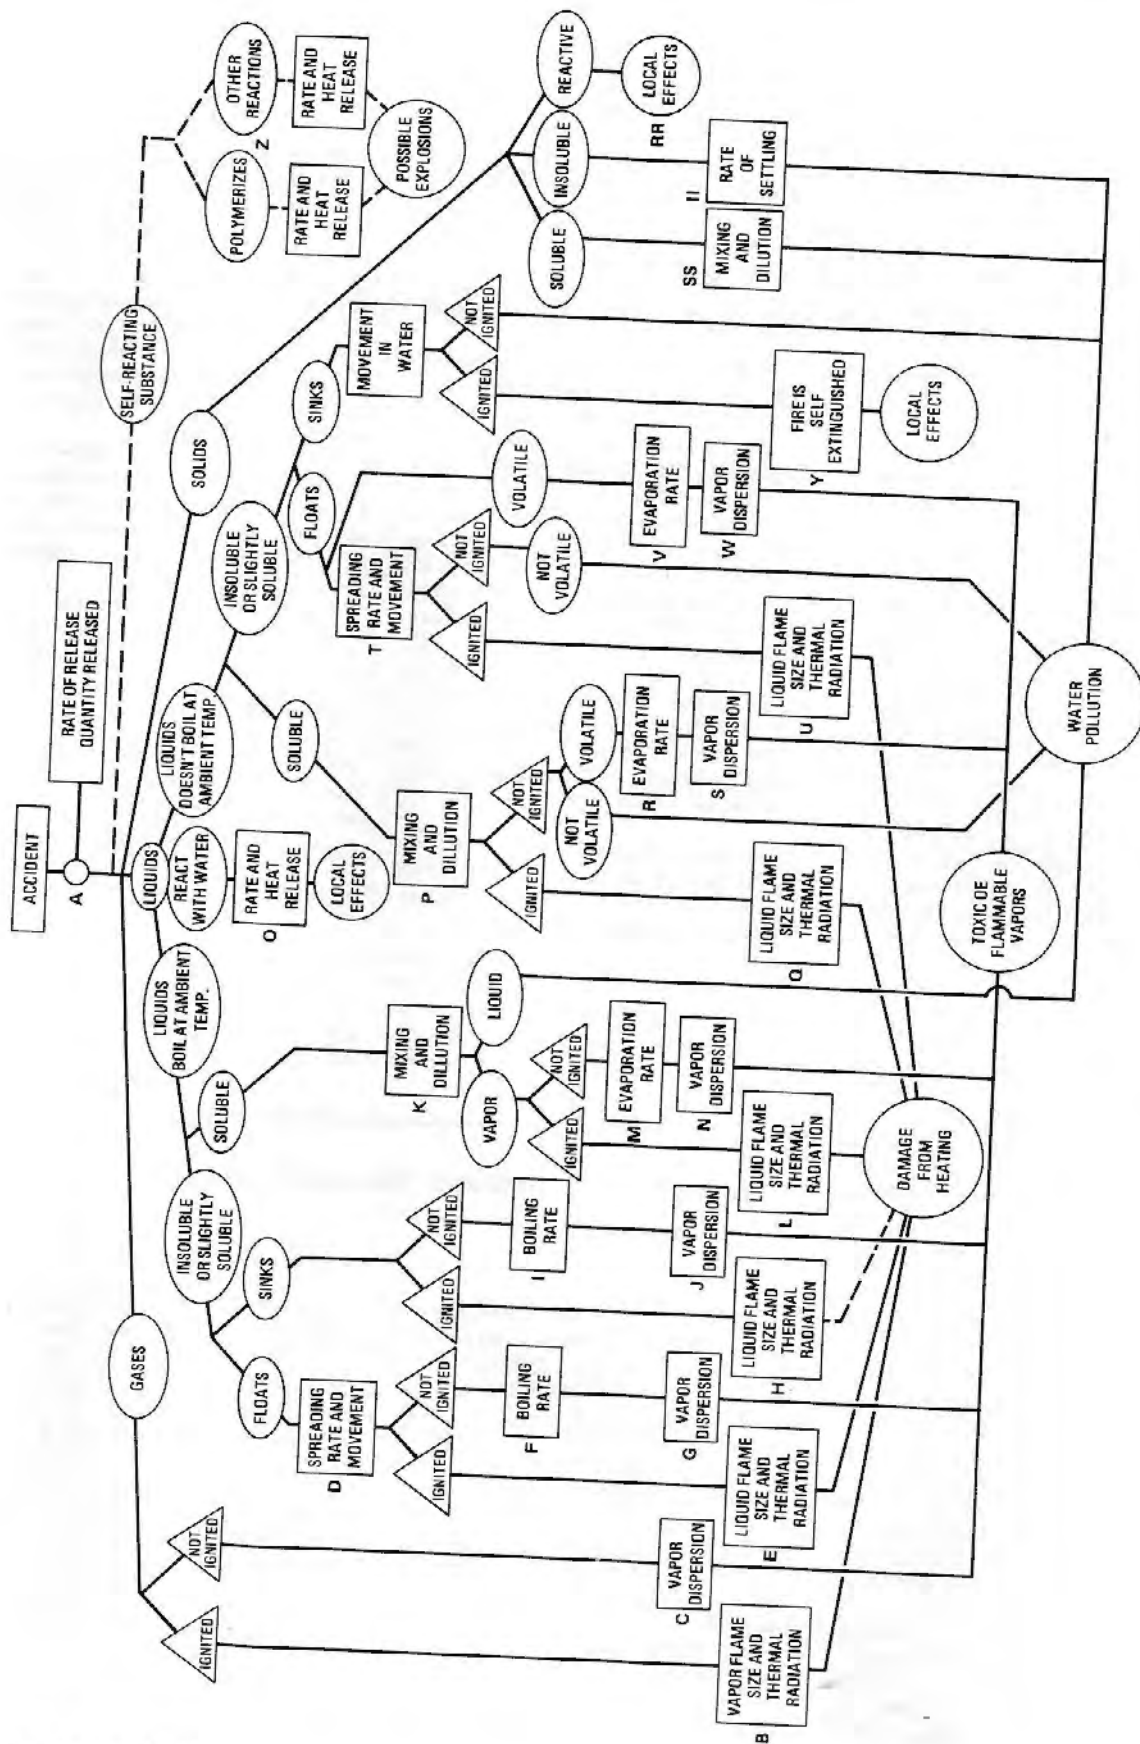 ACCIDENT
A
RATE OF RELEASE
QUANTITY RELEASED
SELF-REACTING
SUBSTANCE
POLYMERIZES
OTHER
REACTIONS
Z
RATE AND
HEAT
RELEASE
RATE AND
HEAT
RELEASE
POSSIBLE
EXPLOSIONS
GASES
LIQUIDS
SOLIDS
IGNITED
NOT
IGNITED
LIQUIDS
BOIL AT AMBIENT
TEMP.
REACT
WITH WATER
LIQUIDS
DOESN'T BOIL AT
AMBIENT TEMP.
INSOLUBLE
OR SLIGHTLY
SOLUBLE
SOLUBLE
RATE AND
HEAT
RELEASE
O
LOCAL
EFFECTS
SOLUBLE
INSOLUBLE
OR SLIGHTLY
SOLUBLE
FLOATS
SINKS
FLOATS
SINKS
SPREADING
RATE AND
MOVEMENT
D
MIXING
AND
DILLUTION
K
MIXING
AND
DILLUTION
P
SPREADING
RATE AND
MOVEMENT
T
MOVEMENT
IN
WATER
SOLUBLE
INSOLUBLE
REACTIVE
LOCAL
EFFECTS
RR
IGNITED
NOT
IGNITED
IGNITED
NOT
IGNITED
VAPOR
LIQUID
IGNITED
NOT
IGNITED
IGNITED
NOT
IGNITED
NOT
VOLATILE
VOLATILE
IGNITED
NOT
IGNITED
NOT
VOLATILE
VOLATILE
IGNITED
NOT
IGNITED
BOILING
RATE
F
BOILING
RATE
I
EVAPORATION
RATE
M
EVAPORATION
RATE
R
EVAPORATION
RATE
V
VAPOR
DISPERSION
C
VAPOR
DISPERSION
G
VAPOR
DISPERSION
J
VAPOR
DISPERSION
N
VAPOR
DISPERSION
S
VAPOR
DISPERSION
W
MIXING
AND
DILUTION
SS
RATE
OF
SETTLING
II
VAPOR FLAME
SIZE AND
THERMAL
RADIATION
B
LIQUID FLAME
SIZE AND
THERMAL
RADIATION
E
LIQUID FLAME
SIZE AND
THERMAL
RADIATION
H
LIQUID FLAME
SIZE AND
THERMAL
RADIATION
L
LIQUID FLAME
SIZE AND
THERMAL
RADIATION
Q
LIQUID FLAME
SIZE AND
THERMAL
RADIATION
U
FIRE IS
SELF
EXTINGUISHED
Y
LOCAL
EFFECTS
DAMAGE
FROM
HEATING
TOXIC OE
FLAMMABLE
VAPORS
WATER
POLLUTION